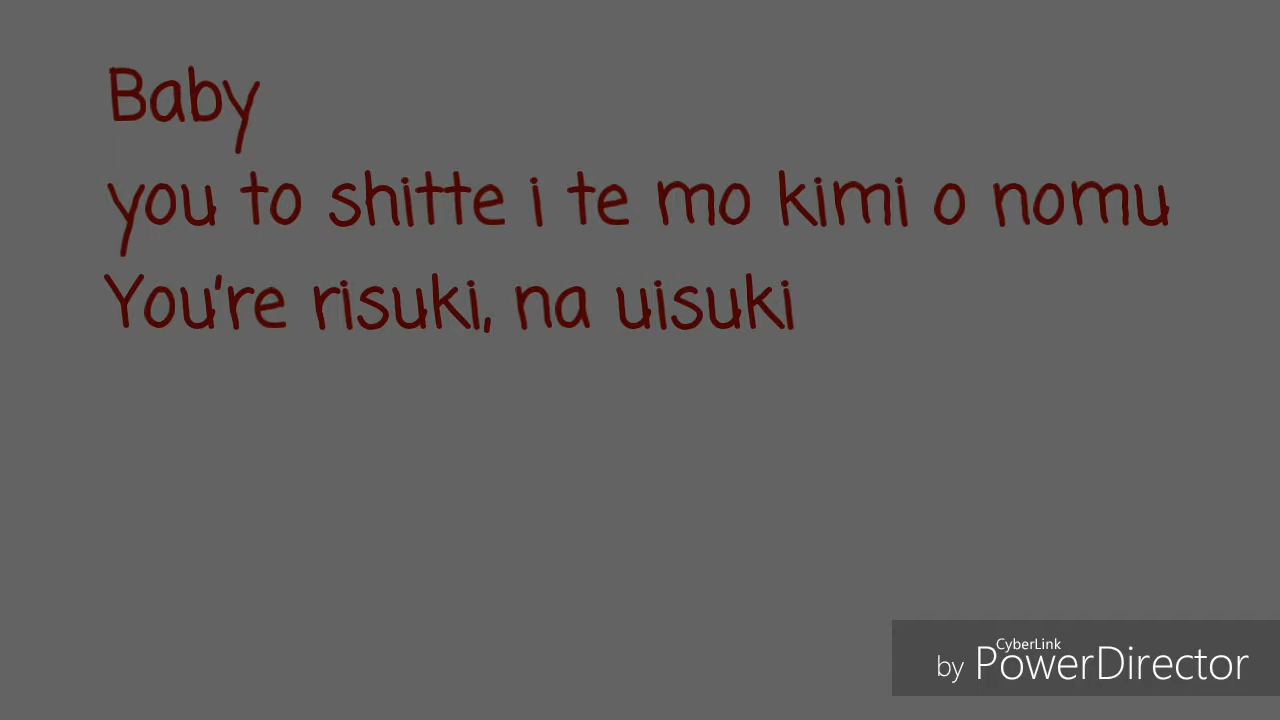 Baby
you to shitte i te mo kimi o nomu
You're risuki, na uisuki
by CyberLink PowerDirector